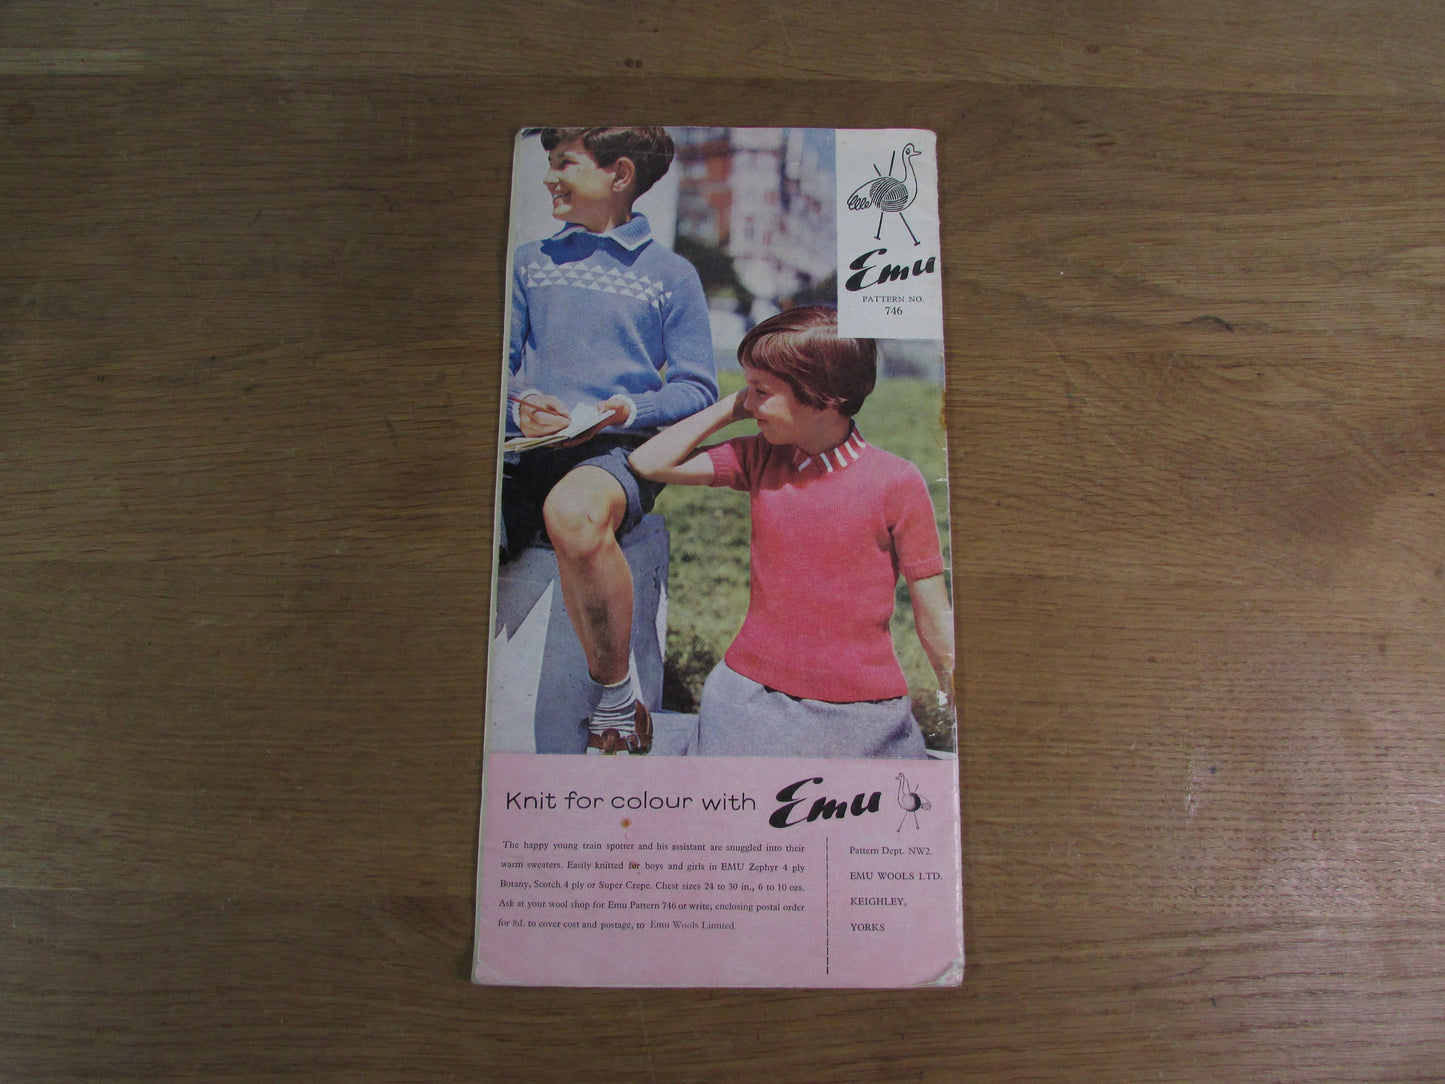 Emu
PATTERN NO.
746
Knit for colour with Emu
The happy young train spotter and his assistant are snuggled into their
warm sweaters. Easily knitted for boys and girls in EMU Zephyr 4 ply
Botany, Scotch 4 ply or Super Crepe. Chest sizes 24 to 30 in., 6 to 10 ozs.
Ask at your wool shop for Emu Pattern 746 or write, enclosing postal order
for 8d. to cover cost and postage, to Emu Wools Limited.
Pattern Dept. NW2.
EMU WOOLS LTD.
KEIGHLEY,
YORKS